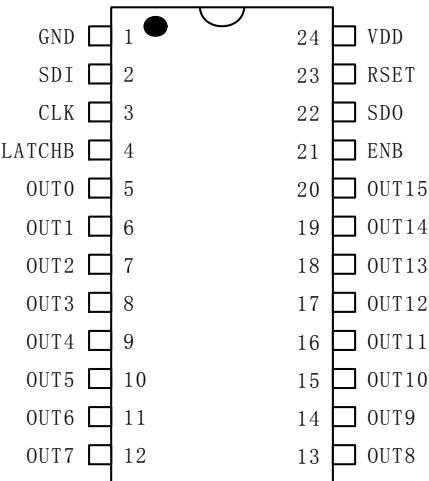 GND 1 24 VDD
SDI 2 23 RSET
CLK 3 22 SDO
LATCHB 4 21 ENB
OUT0 5 20 OUT15
OUT1 6 19 OUT14
OUT2 7 18 OUT13
OUT3 8 17 OUT12
OUT4 9 16 OUT11
OUT5 10 15 OUT10
OUT6 11 14 OUT9
OUT7 12 13 OUT8